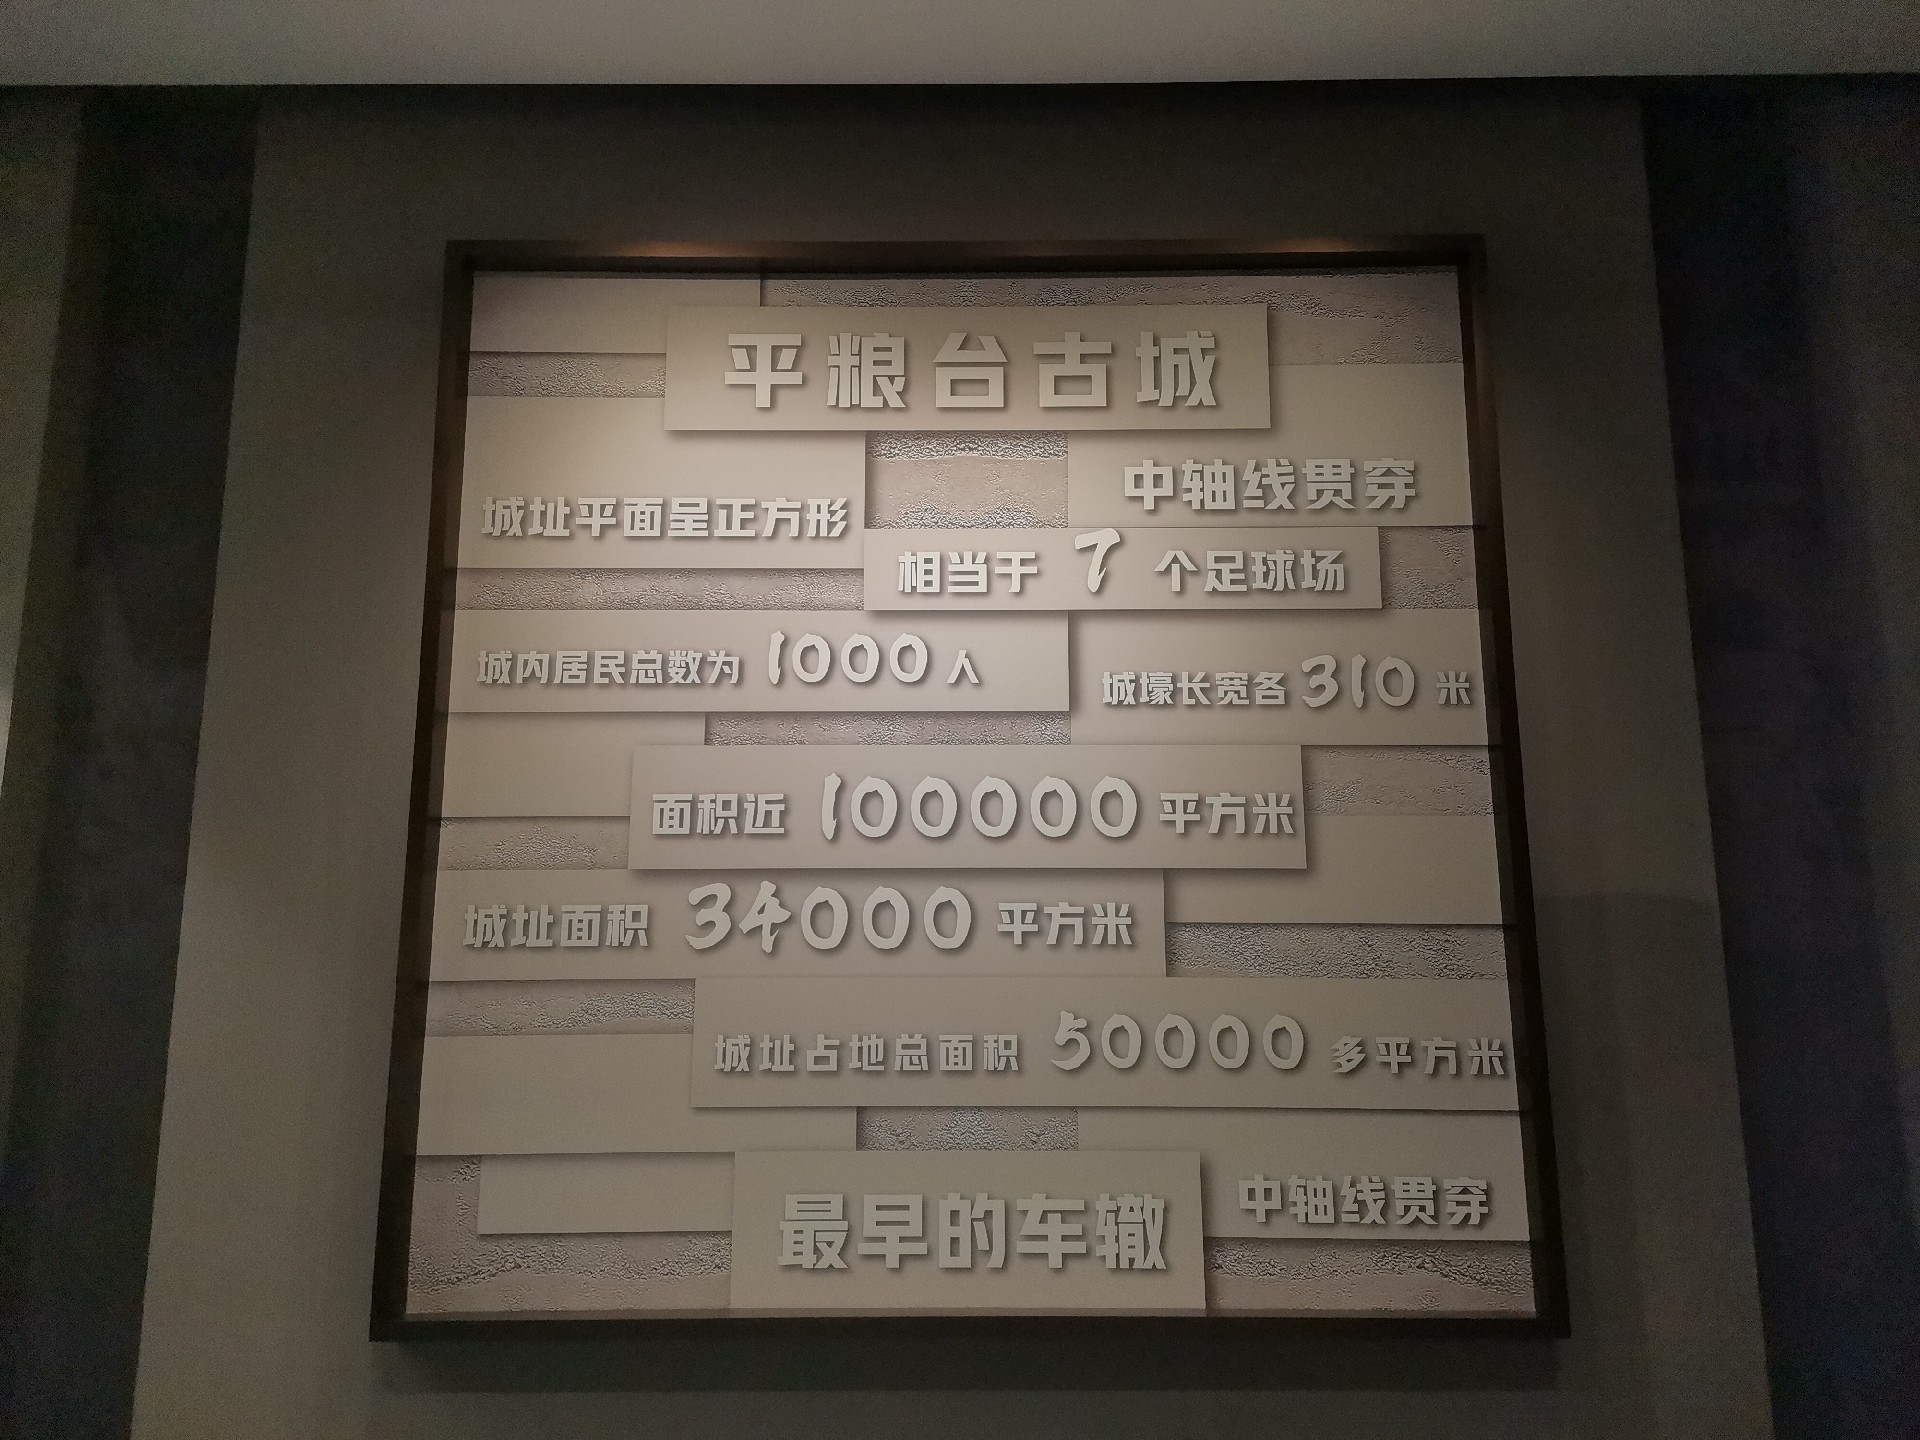 平粮台古城
中轴线贯穿
城址平面呈正方形
相当于 7 个足球场
城内居民总数为 1000 人
城壕长宽各 310 米
面积近 100000 平方米
城址面积 34000 平方米
城址占地总面积 50000 多平方米
最早的车辙
中轴线贯穿